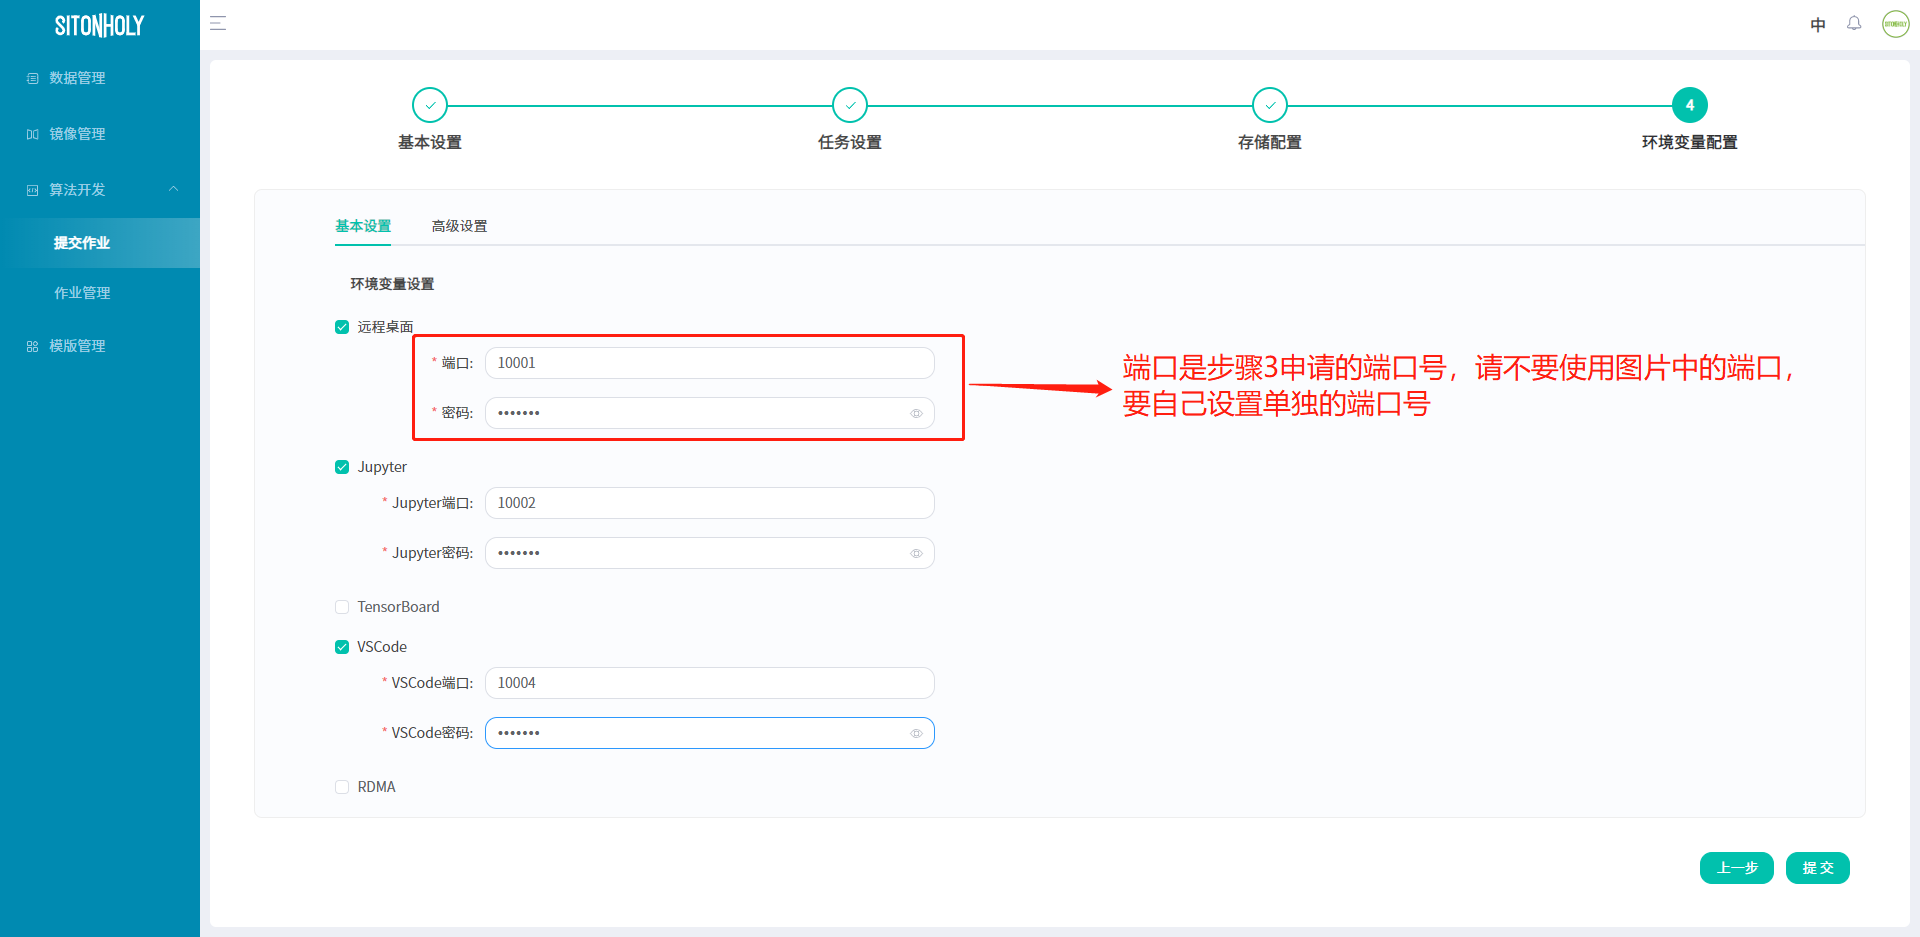 SITONHOLY
中
数据管理
镜像管理
算法开发
提交作业
作业管理
模版管理
4
基本设置
任务设置
存储配置
环境变量配置
基本设置
高级设置
环境变量设置
远程桌面
* 端口: 10001
* 密码: •••••••
端口是步骤3申请的端口号，请不要使用图片中的端口，
要自己设置单独的端口号
Jupyter
* Jupyter端口: 10002
* Jupyter密码: •••••••
TensorBoard
VSCode
* VSCode端口: 10004
* VSCode密码: •••••••
RDMA
上一步
提 交